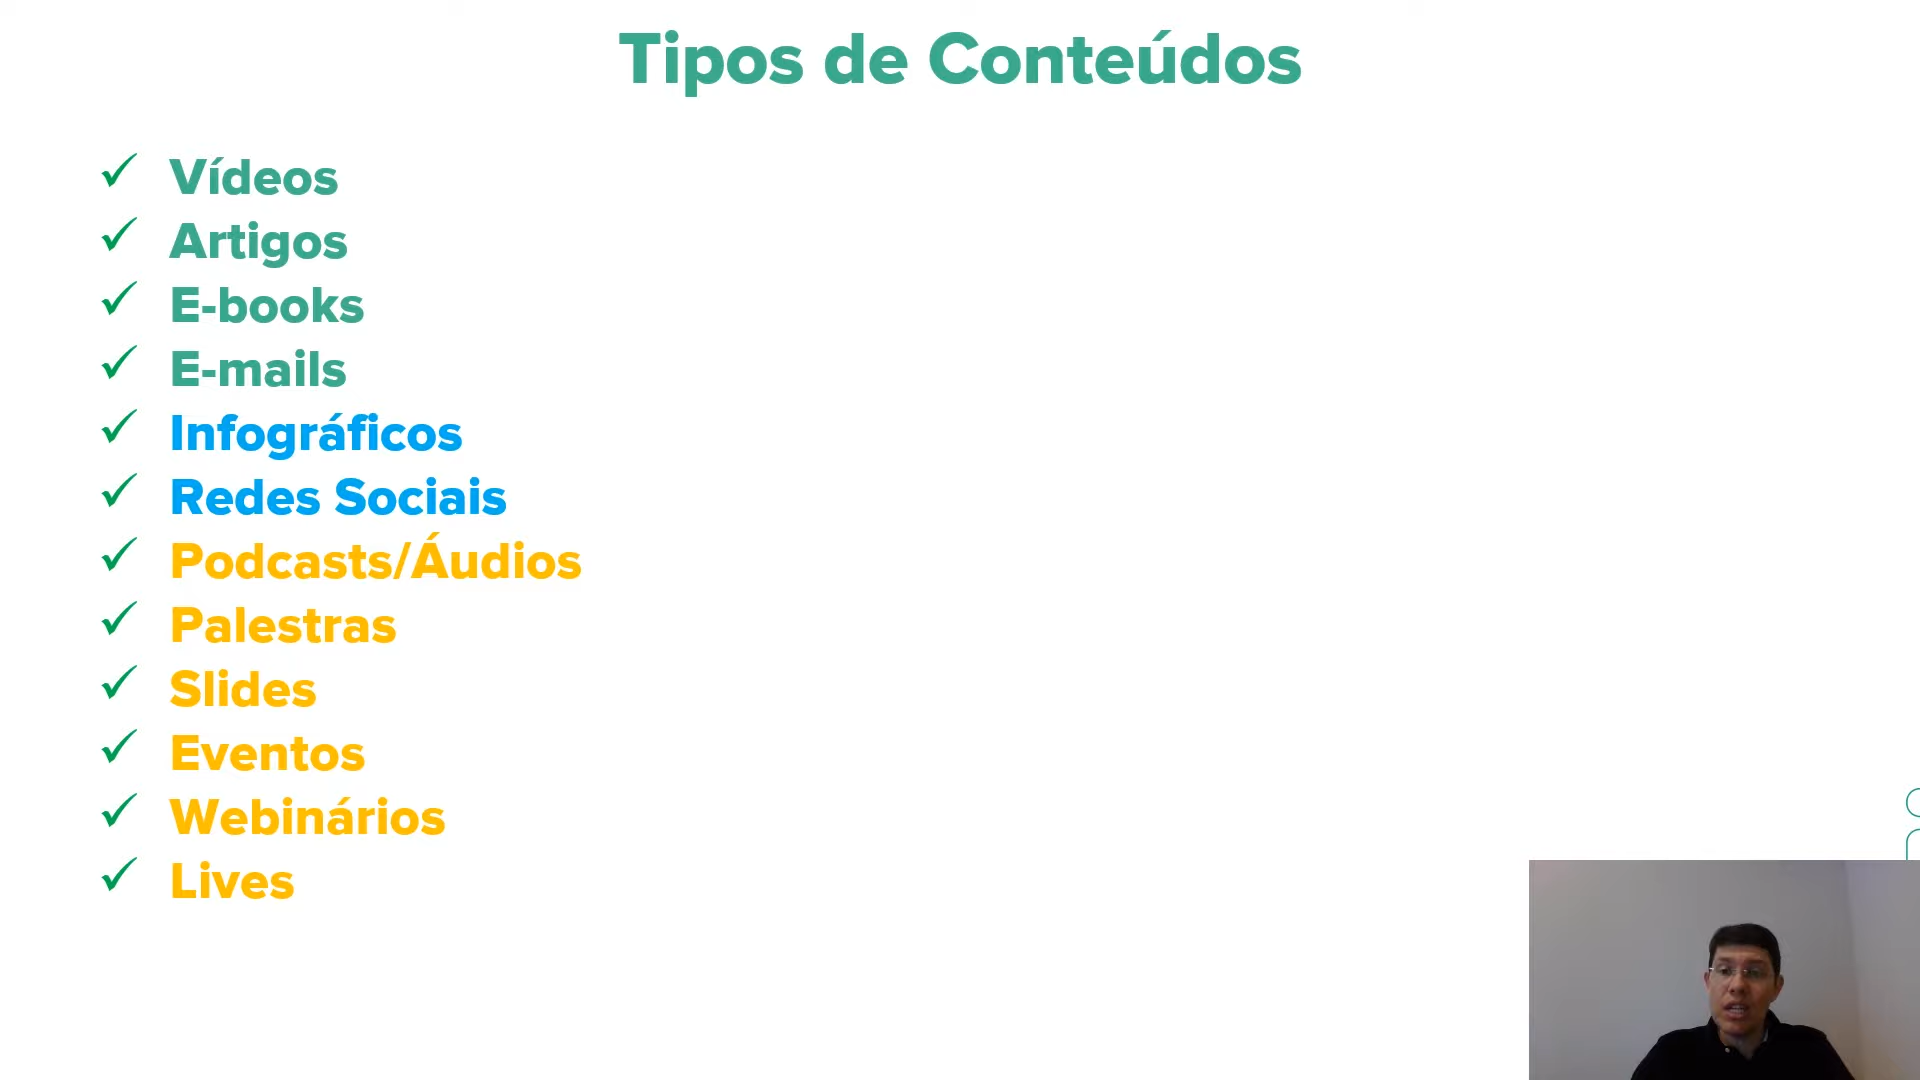 Tipos de Conteúdos
Vídeos
Artigos
E-books
E-mails
Infográficos
Redes Sociais
Podcasts/Áudios
Palestras
Slides
Eventos
Webinários
Lives